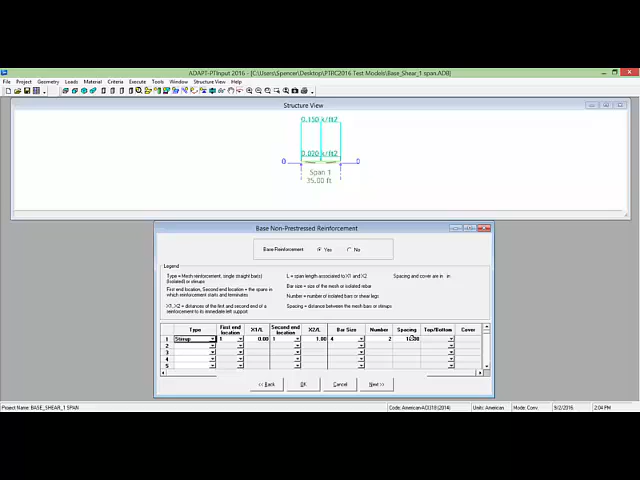 ADAPT-PTInput 2016 - [C:\Users\Spencer\Desktop\PTRC2016 Test Models\Base_Shear_1 span.ADB]
File Project Geometry Loads Material Criteria Execute Tools Window Structure View Help
Structure View
0.150 k/ft2
0.020 k/ft2
Span 1
35.00 ft
Base Non-Prestressed Reinforcement
Base Reinforcement Yes No
Legend
Type = Mesh reinforcement, single straight bar(s) (isolated) or stirrups
First end location, Second end location = the spans in which reinforcement starts and terminates
X1, X2 = distances of the first and second end of a reinforcement to its immediate left support
L = span length associated to X1 and X2
Bar size = size of the mesh or isolated rebar
Number = number of isolated bars or shear legs
Spacing = distance between the mesh bars or stirrups
Spacing and cover are in in
Type First end location X1/L Second end location X2/L Bar Size Number Spacing Top/Bottom Cover
1 Stirrup 1 0.00 1 1.00 4 2
2
3
4
5
<< Back OK Cancel Next >>
Project Name: BASE_SHEAR_1 SPAN Code: American-ACI318 (2014) Units: American Mode: Conv. 9/2/2016 2:04 PM